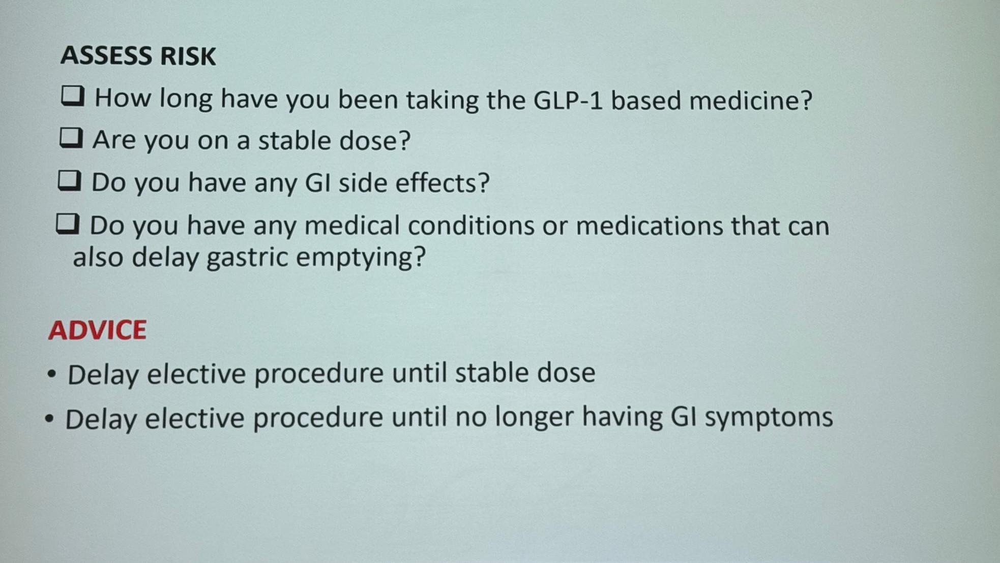 ASSESS RISK
❑ How long have you been taking the GLP-1 based medicine?
❑ Are you on a stable dose?
❑ Do you have any GI side effects?
❑ Do you have any medical conditions or medications that can
also delay gastric emptying?
ADVICE
• Delay elective procedure until stable dose
• Delay elective procedure until no longer having GI symptoms